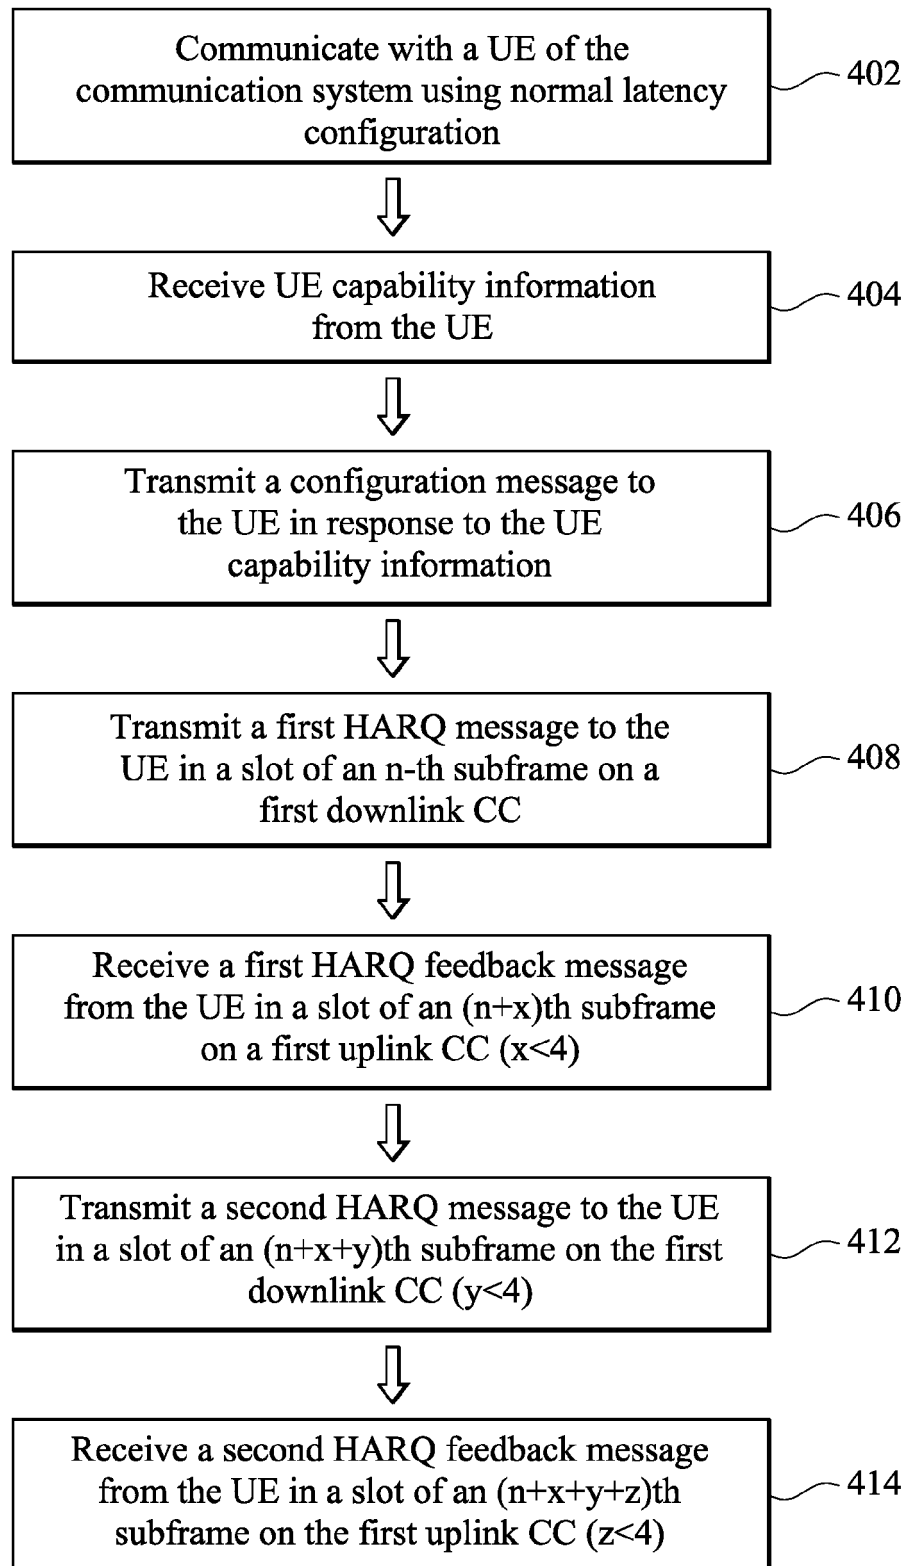 Communicate with a UE of the
communication system using normal latency
configuration
402
Receive UE capability information
from the UE
404
Transmit a configuration message to
the UE in response to the UE
capability information
406
Transmit a first HARQ message to the
UE in a slot of an n-th subframe on a
first downlink CC
408
Receive a first HARQ feedback message
from the UE in a slot of an (n+x)th subframe
on a first uplink CC (x<4)
410
Transmit a second HARQ message to the UE
in a slot of an (n+x+y)th subframe on the first
downlink CC (y<4)
412
Receive a second HARQ feedback message
from the UE in a slot of an (n+x+y+z)th
subframe on the first uplink CC (z<4)
414